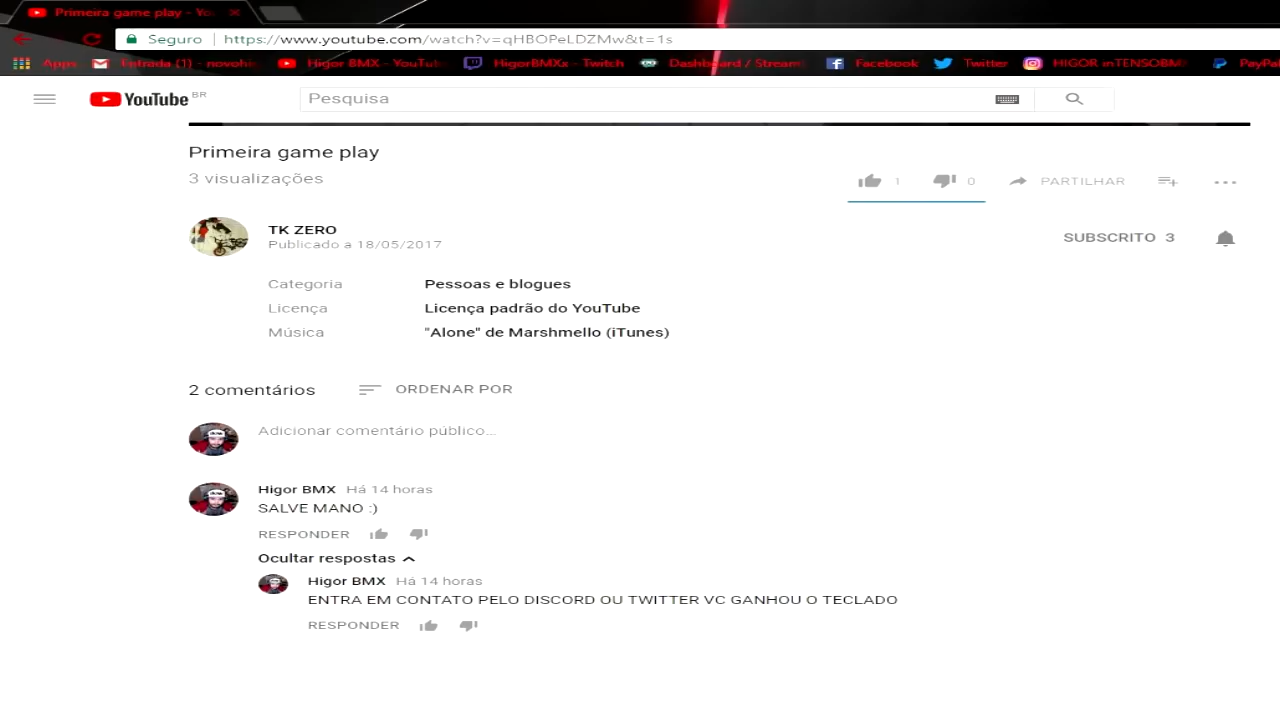 Primeira game play - Yo
Seguro | https://www.youtube.com/watch?v=qHBOPeLDZMw&t=1s
Apps Entrada (1) - novohi Higor BMX - YouTu HigorBMXx - Twitch Dashboard / Stream Facebook Twitter HIGOR inTENSOBM PayPal
YouTube BR Pesquisa
Primeira game play
3 visualizações
1 0 PARTILHAR
TK ZERO
Publicado a 18/05/2017
SUBSCRITO 3
Categoria Pessoas e blogues
Licença Licença padrão do YouTube
Música "Alone" de Marshmello (iTunes)
2 comentários ORDENAR POR
Adicionar comentário público...
Higor BMX Há 14 horas
SALVE MANO :)
RESPONDER
Ocultar respostas
Higor BMX Há 14 horas
ENTRA EM CONTATO PELO DISCORD OU TWITTER VC GANHOU O TECLADO
RESPONDER